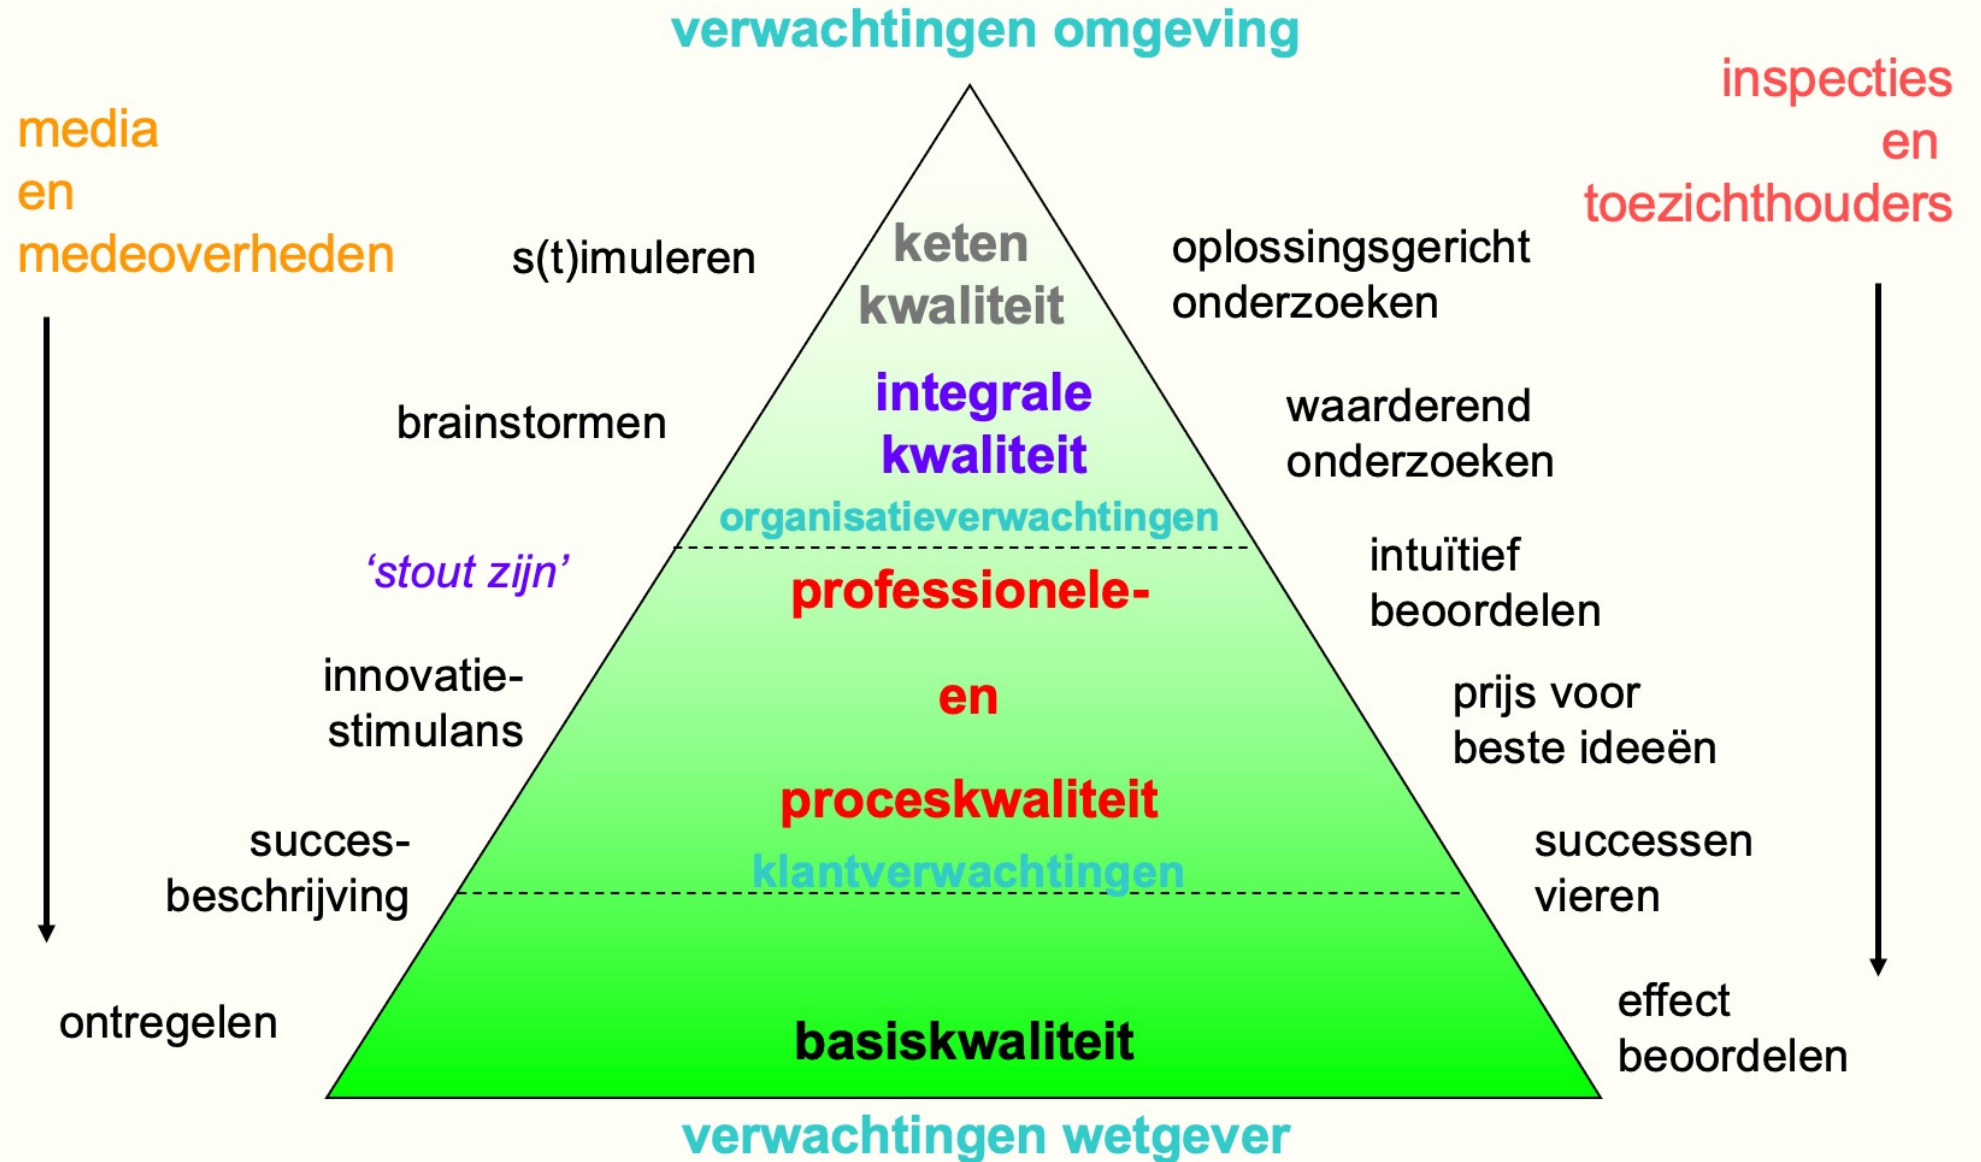 verwachtingen omgeving
media
en
medeoverheden
inspecties
en
toezichthouders
s(t)imuleren
keten
kwaliteit
oplossingsgericht
onderzoeken
brainstormen
integrale
kwaliteit
waarderend
onderzoeken
organisatieverwachtingen
‘stout zijn’
professionele-
en
proceskwaliteit
intuïtief
beoordelen
innovatie-
stimulans
prijs voor
beste ideeën
succes-
beschrijving
klantverwachtingen
successen
vieren
ontregelen
basiskwaliteit
effect
beoordelen
verwachtingen wetgever